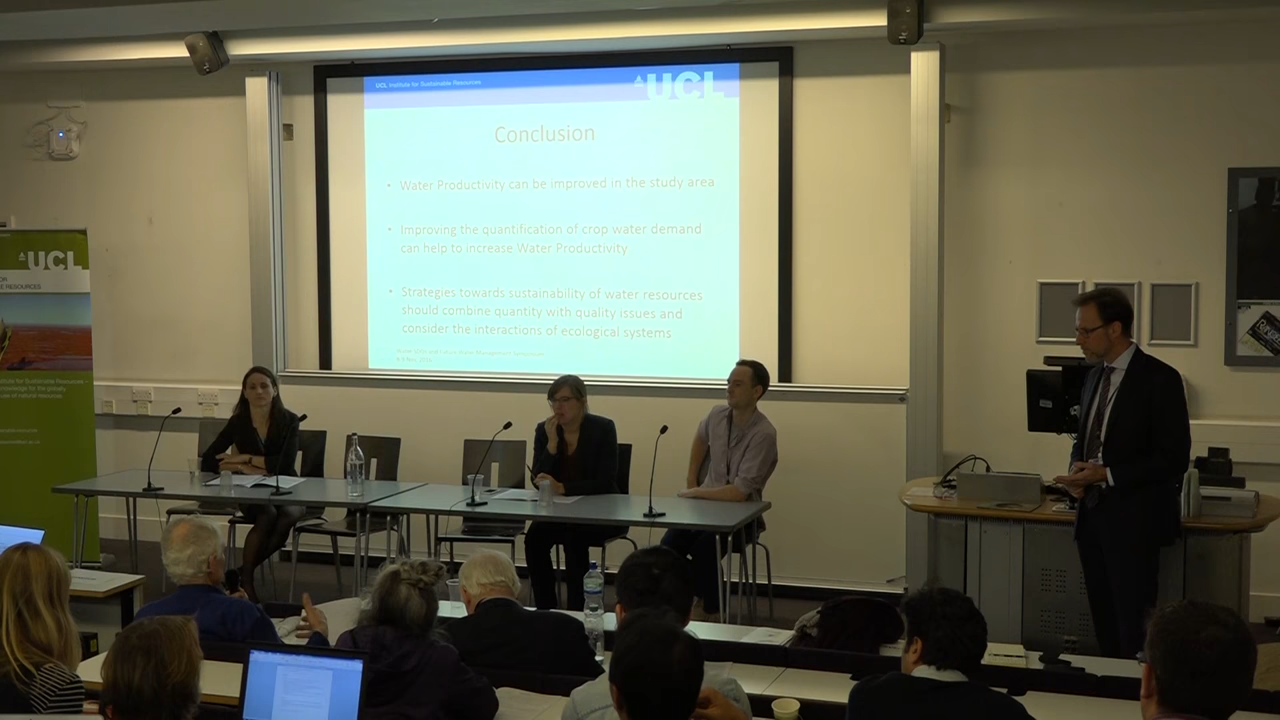 UCL Institute for Sustainable Resources
UCL
Conclusion
• Water Productivity can be improved in the study area
• Improving the quantification of crop water demand
can help to increase Water Productivity
• Strategies towards sustainability of water resources
should combine quantity with quality issues and
consider the interactions of ecological systems
UCL